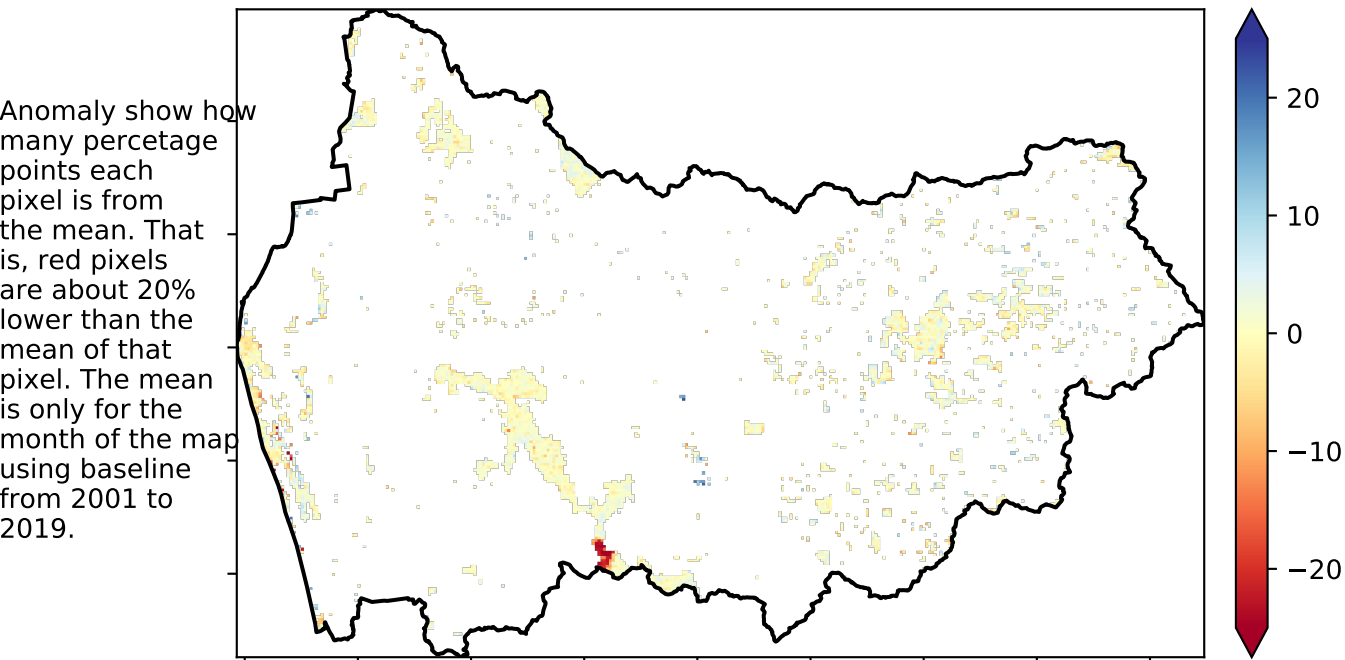 Anomaly show how
many percetage
points each
pixel is from
the mean. That
is, red pixels
are about 20%
lower than the
mean of that
pixel. The mean
is only for the
month of the map
using baseline
from 2001 to
2019.
20
10
0
−10
−20